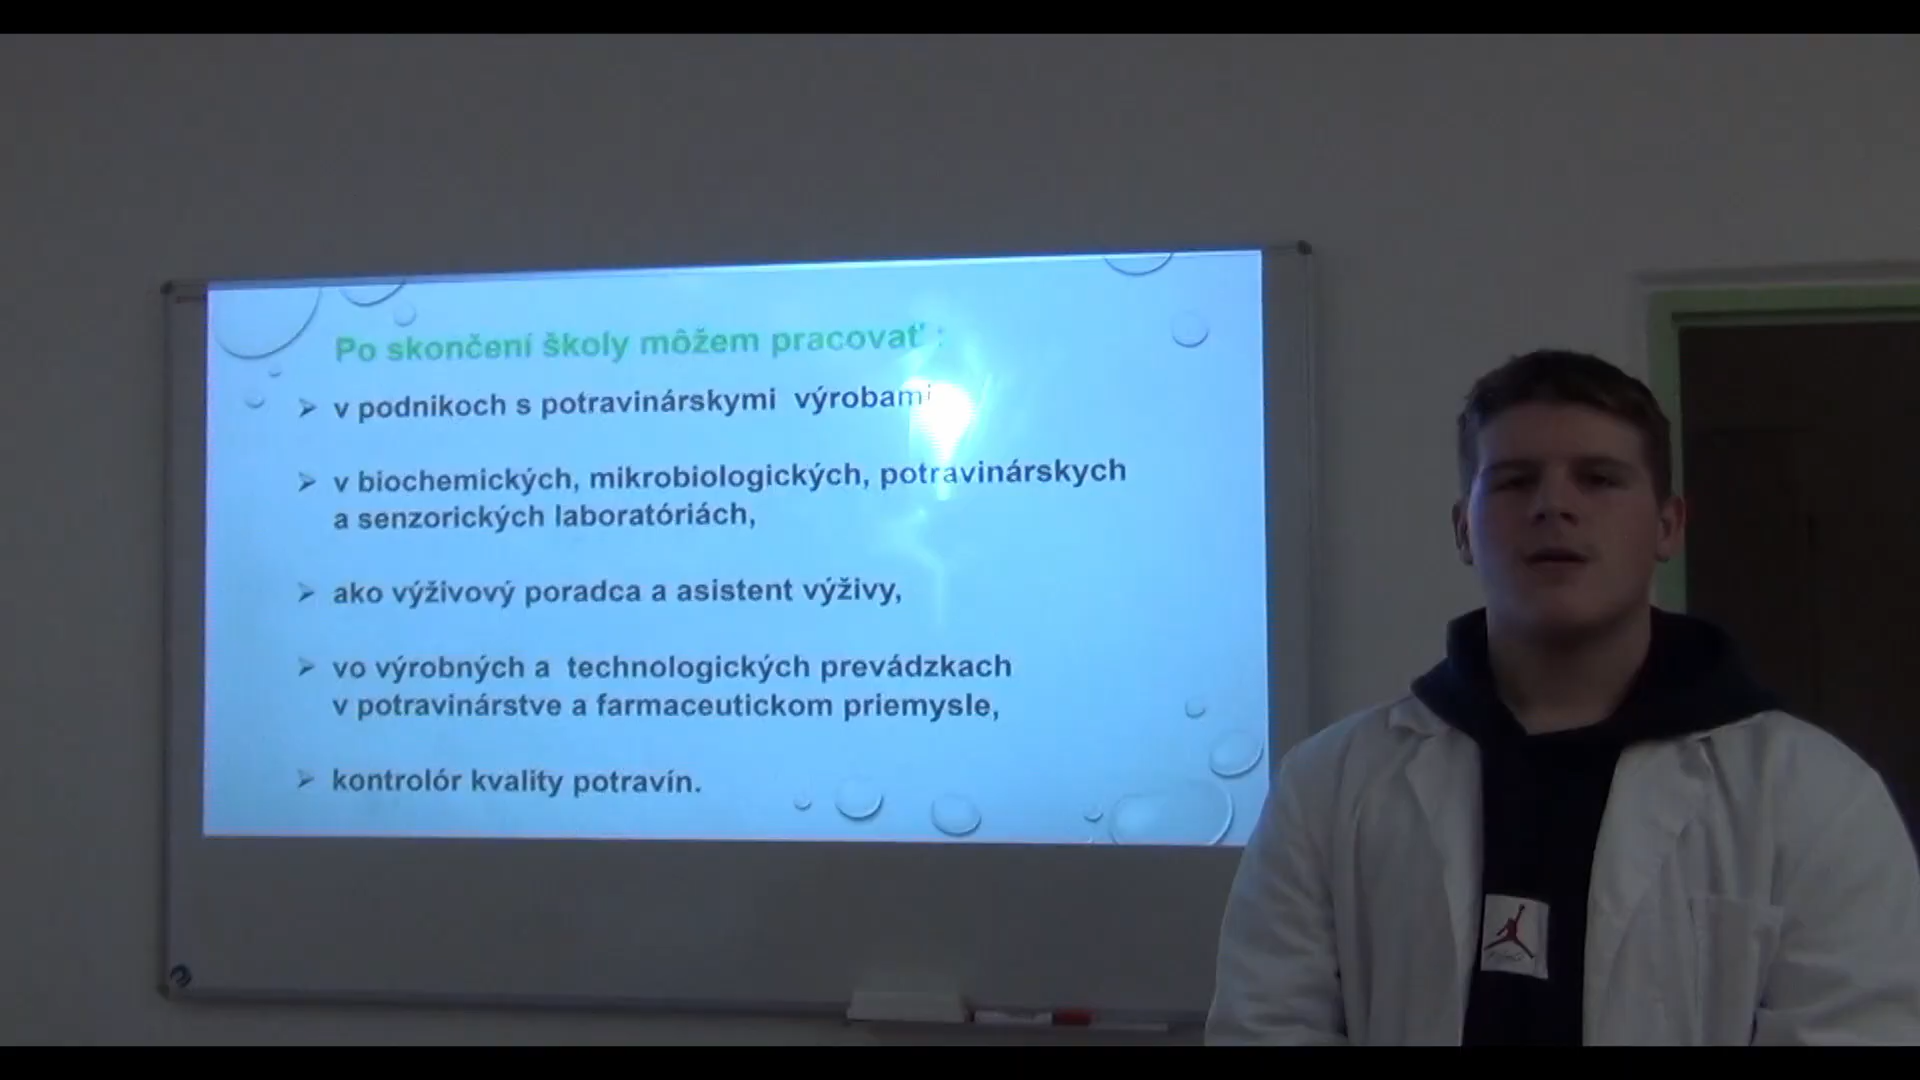 Po skončení školy môžem pracovať :
v podnikoch s potravinárskymi výrobami
v biochemických, mikrobiologických, potravinárskych
a senzorických laboratóriách,
ako výživový poradca a asistent výživy,
vo výrobných a technologických prevádzkach
v potravinárstve a farmaceutickom priemysle,
kontrolór kvality potravín.